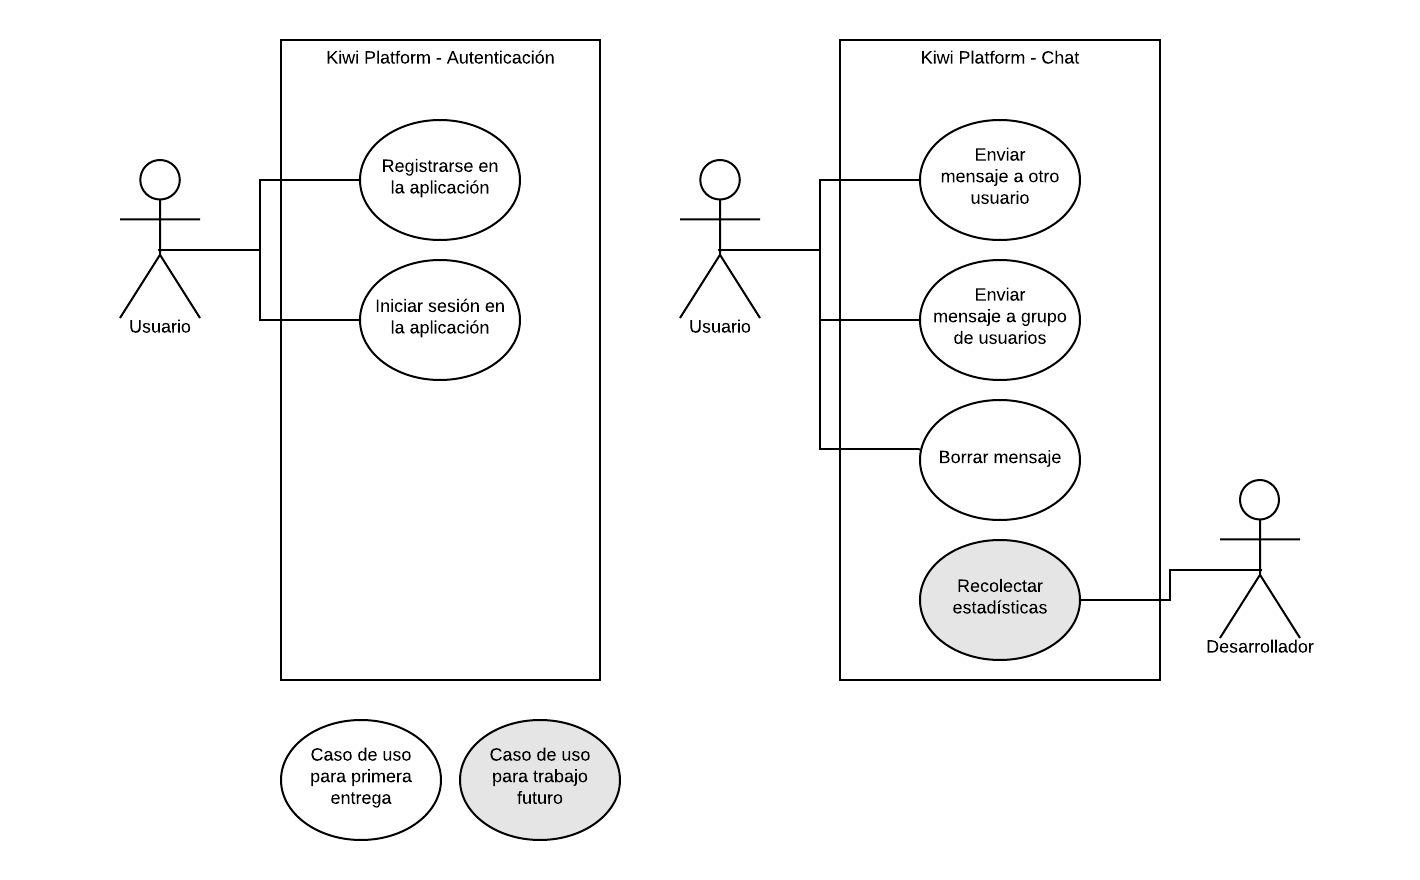 Kiwi Platform - Autenticación
Registrarse en
la aplicación
Iniciar sesión en
la aplicación
Usuario
Kiwi Platform - Chat
Enviar
mensaje a otro
usuario
Enviar
mensaje a grupo
de usuarios
Usuario
Borrar mensaje
Recolectar
estadísticas
Desarrollador
Caso de uso
para primera
entrega
Caso de uso
para trabajo
futuro